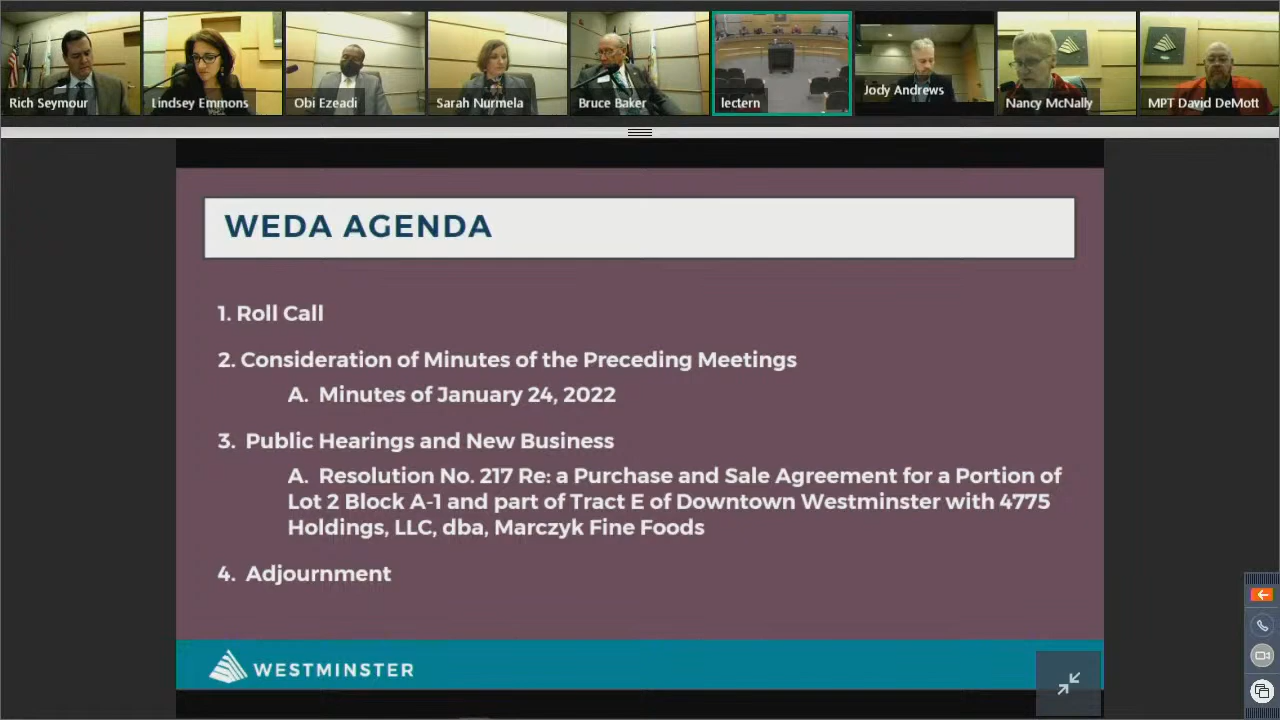 Rich Seymour
Lindsey Emmons
Obi Ezeadi
Sarah Nurmela
Bruce Baker
lectern
Jody Andrews
Nancy McNally
MPT David DeMott
WEDA AGENDA
1. Roll Call
2. Consideration of Minutes of the Preceding Meetings
A. Minutes of January 24, 2022
3. Public Hearings and New Business
A. Resolution No. 217 Re: a Purchase and Sale Agreement for a Portion of
Lot 2 Block A-1 and part of Tract E of Downtown Westminster with 4775
Holdings, LLC, dba, Marczyk Fine Foods
4. Adjournment
WESTMINSTER